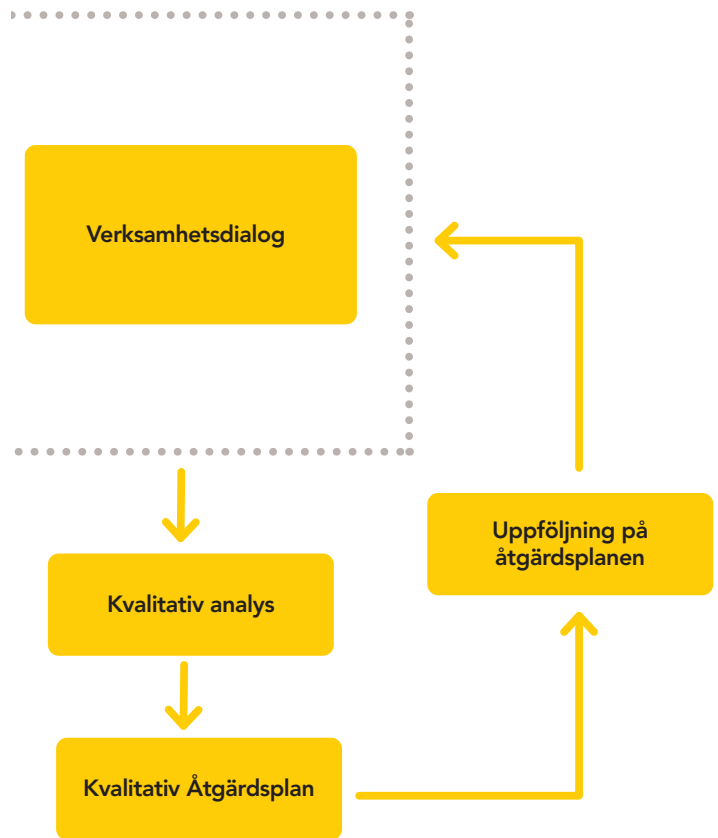 Verksamhetsdialog
Kvalitativ analys
Kvalitativ Åtgärdsplan
Uppföljning på
åtgärdsplanen